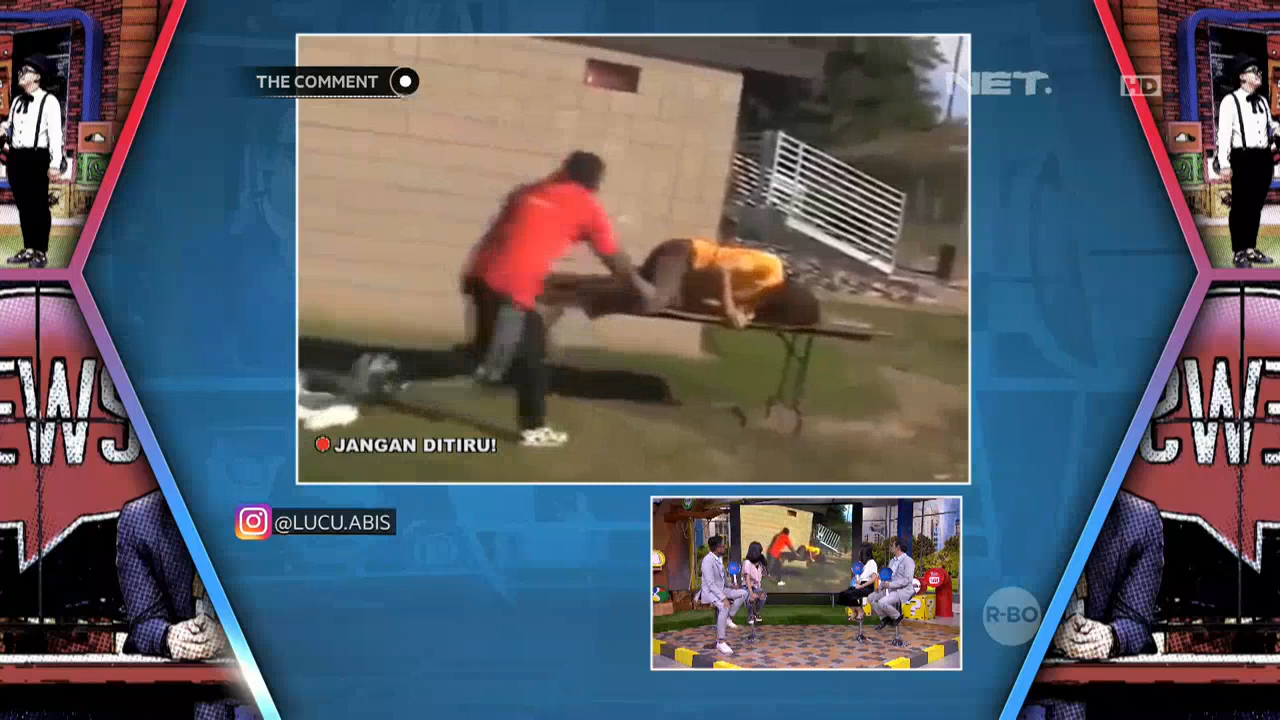 THE COMMENT
NET.
HD
JANGAN DITIRU!
@LUCU.ABIS
R-BO